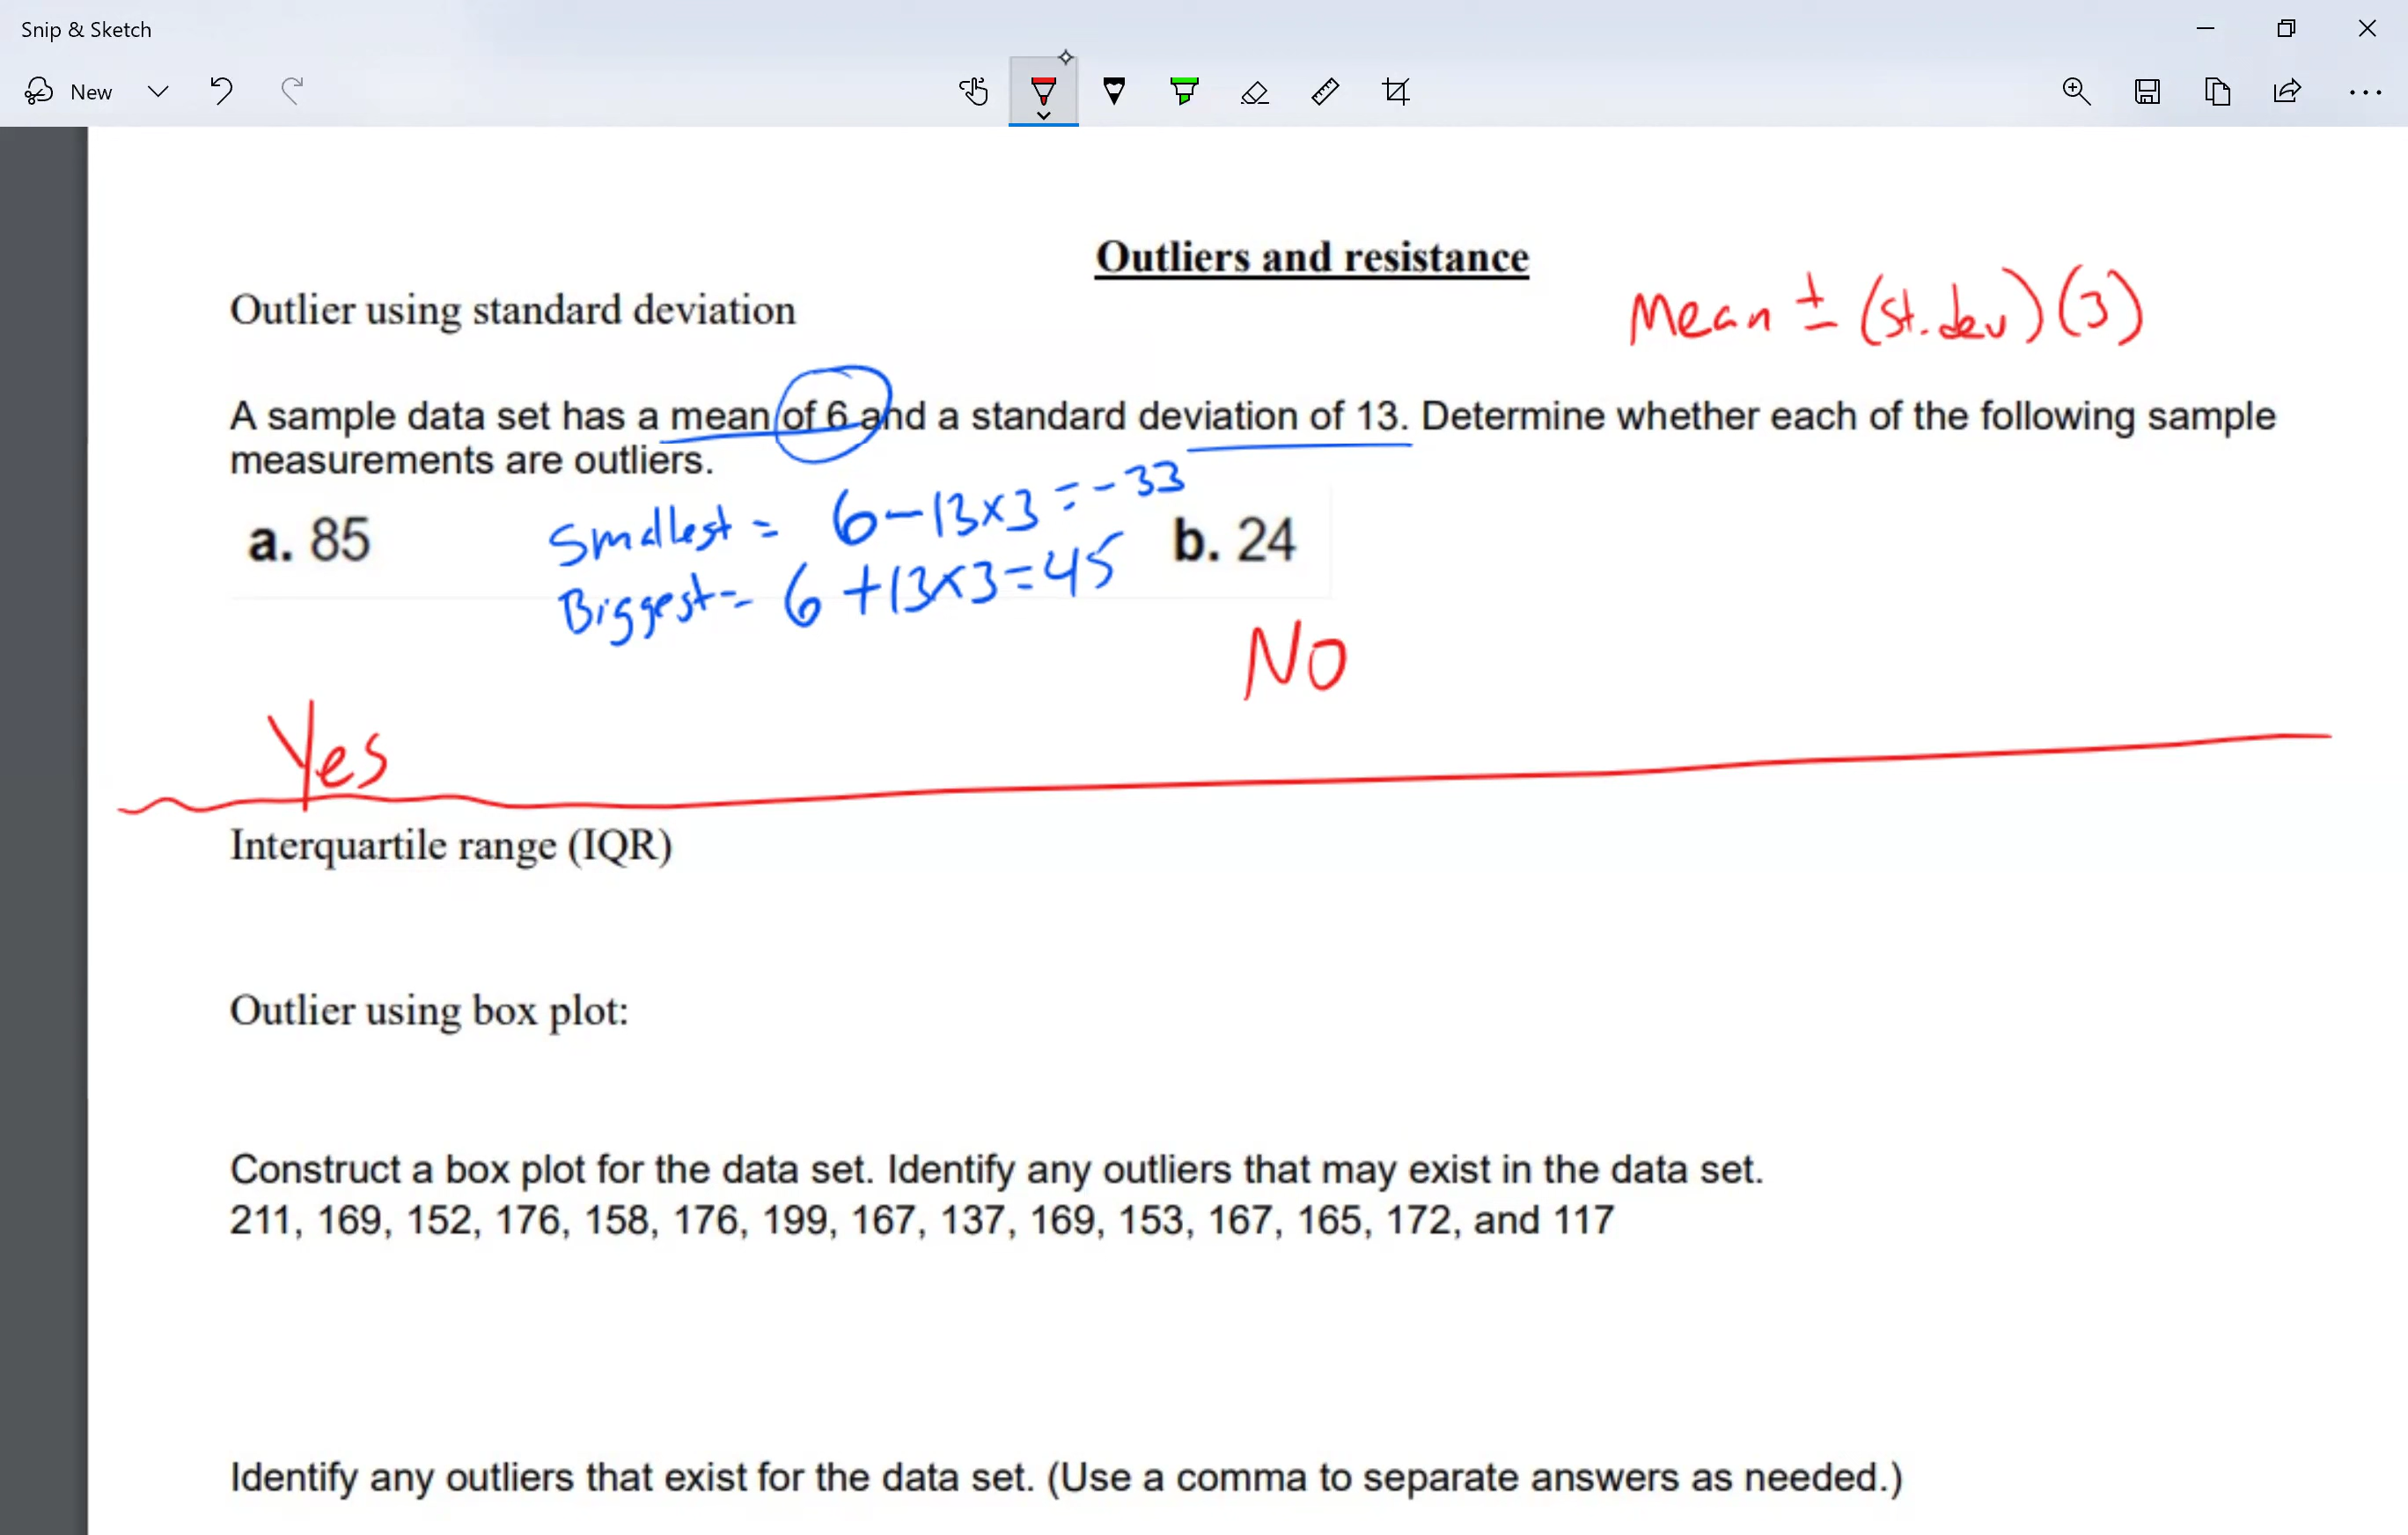 Snip & Sketch
New
Outliers and resistance
Outlier using standard deviation
Mean ± (st.dev)(3)
A sample data set has a mean of 6 and a standard deviation of 13. Determine whether each of the following sample
measurements are outliers.
a. 85
Smallest = 6-13×3=-33
Biggest= 6+13×3=45
b. 24
No
Yes
Interquartile range (IQR)
Outlier using box plot:
Construct a box plot for the data set. Identify any outliers that may exist in the data set.
211, 169, 152, 176, 158, 176, 199, 167, 137, 169, 153, 167, 165, 172, and 117
Identify any outliers that exist for the data set. (Use a comma to separate answers as needed.)